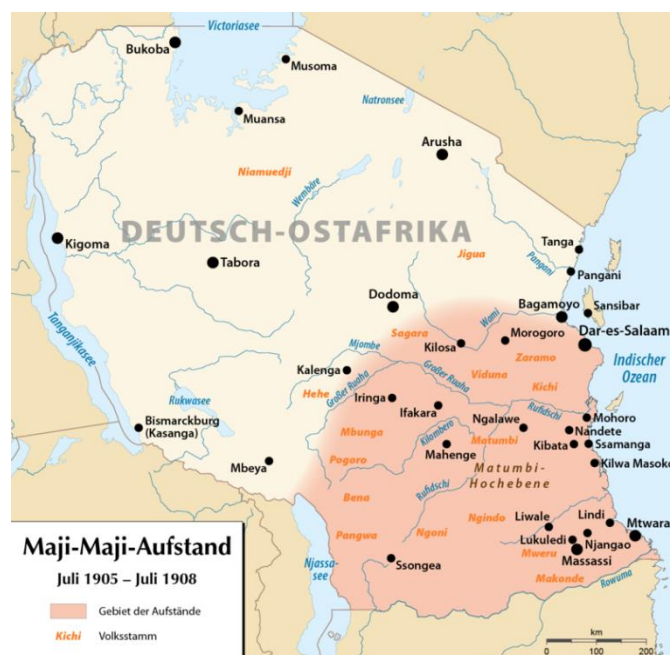 Victoriasee
Bukoba
Musoma
Muansa
Natronsee
Arusha
Niamuedji
Wembäre
DEUTSCH-OSTAFRIKA
Kigoma
Tabora
Jigua
Tanga
Pangani
Pangani
Dodoma
Bagamoyo
Sansibar
Wami
Sagara
Morogoro
Dar-es-Salaam
Tanganjikasee
Mjombe
Kilosa
Zaramo
Indischer
Ozean
Kalenga
Viduna
Kichi
Rukwasee
Hehe
Großer Ruaha
Großer Ruaha
Iringa
Ifakara
Rufidschi
Mohoro
Bismarckburg
(Kasanga)
Ngalawe
Nandete
Mbunga
Kilombero
Matumbi
Kibata
Ssamanga
Mahenge
Mbeya
Pogoro
Matumbi-
Hochebene
Kilwa Masoko
Rufidschi
Bena
Ngindo
Liwale
Lindi
Mtwara
Pangwa
Ngoni
Lukuledi
Njangao
Mweru
Massassi
Njassa-
see
Ssongea
Makonde
Rowuma
Maji-Maji-Aufstand
Juli 1905 – Juli 1908
Gebiet der Aufstände
Kichi Volksstamm
km
0 100 200